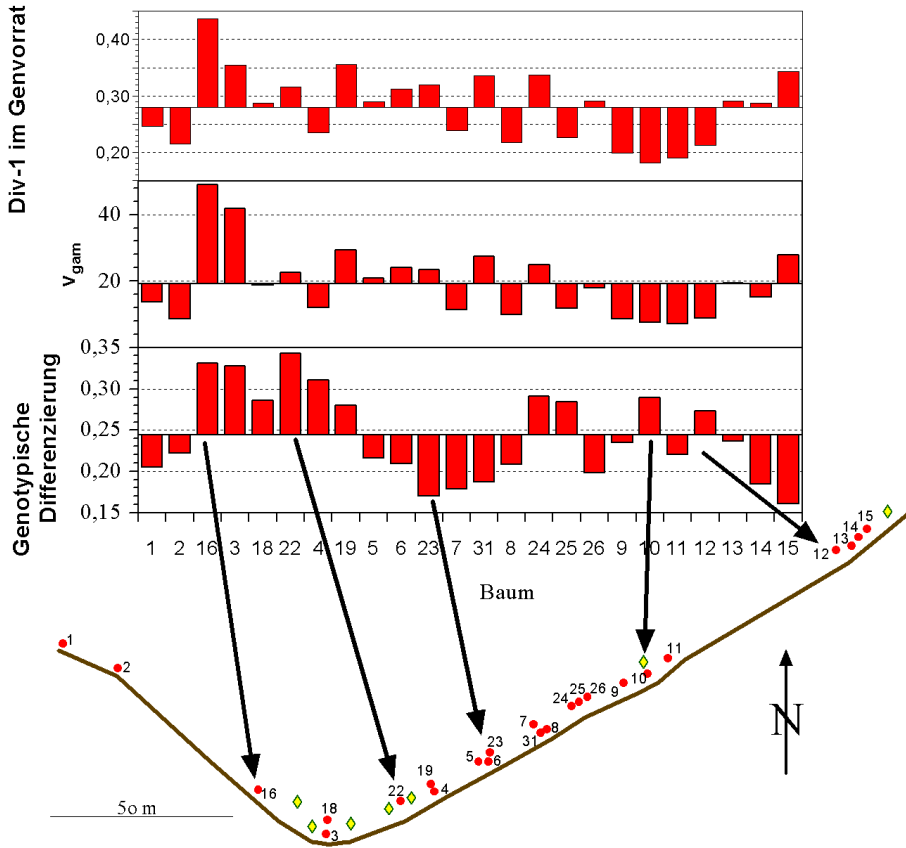 Div-1 im Genvorrat
0,40
0,30
0,20
v gam
40
20
Genotypische
Differenzierung
0,35
0,30
0,25
0,20
0,15
1 2 16 3 18 22 4 19 5 6 23 7 31 8 24 25 26 9 10 11 12 13 14 15
Baum
12 13 14 15
1
2
11
10
9
24 25 26
7
31 8
23
5 6
19
22 4
16
18
3
5o m
N